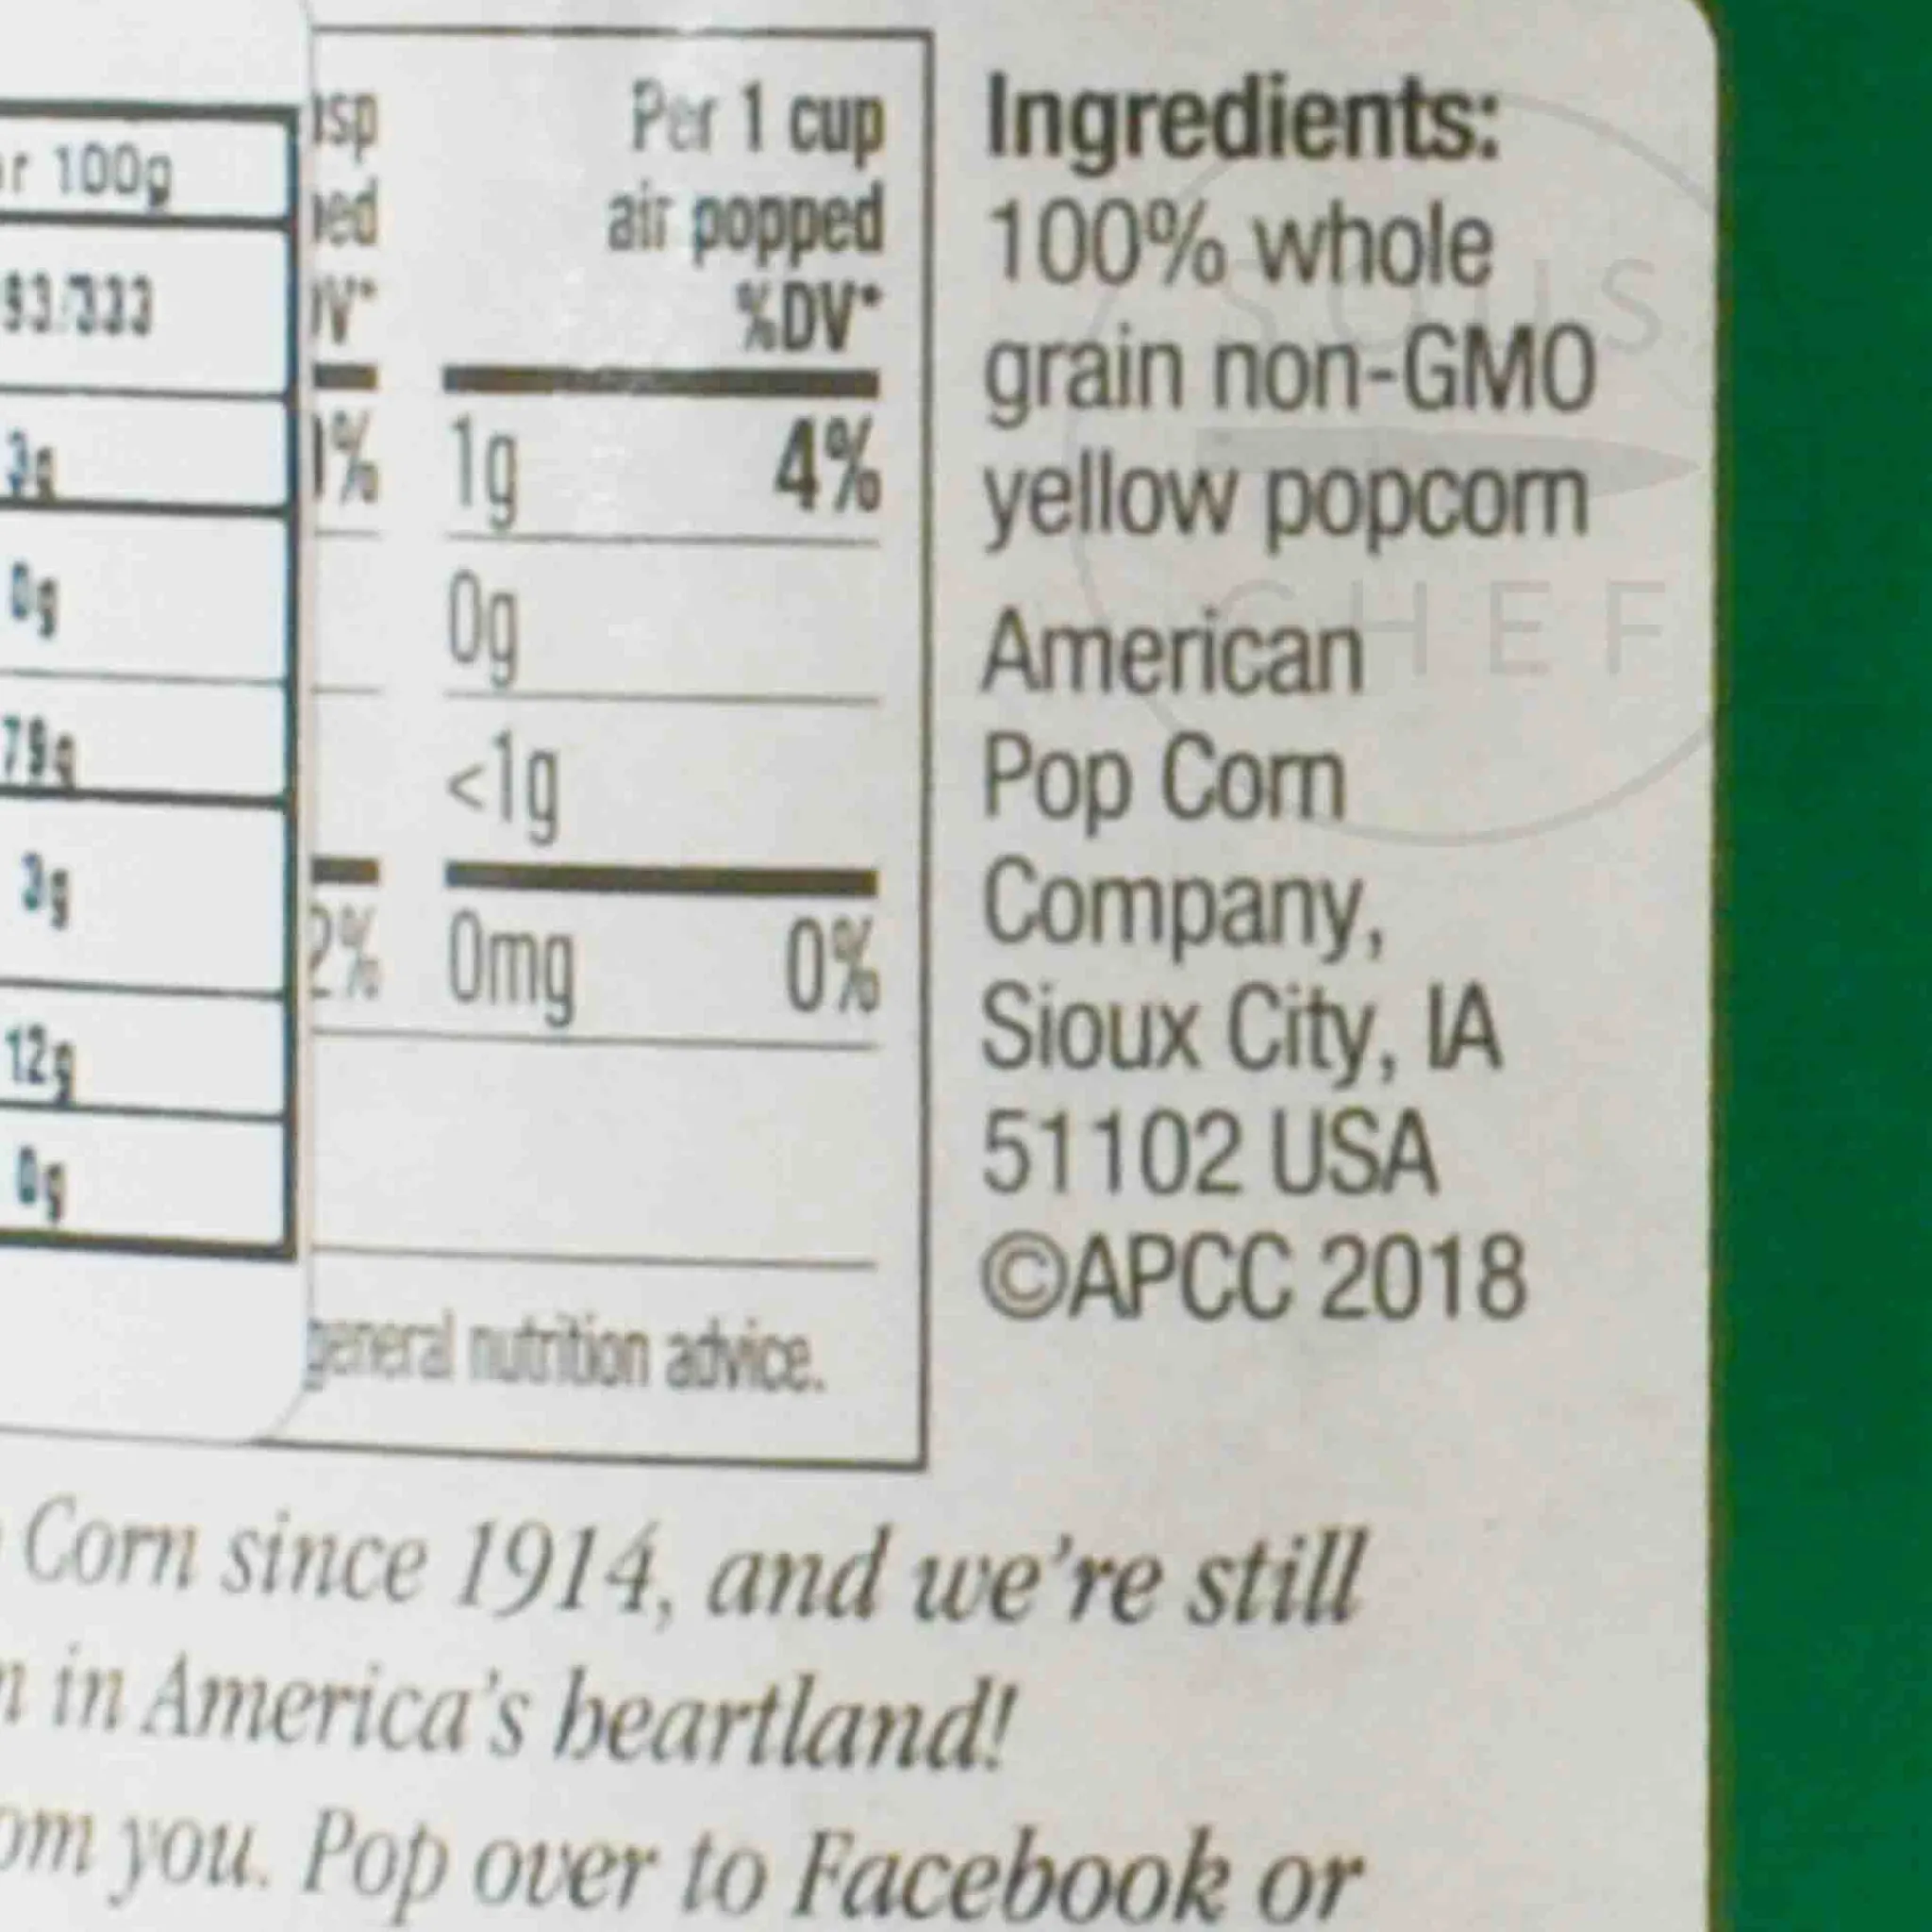 100g
3g
0g
79g
3g
12g
0g
Per 1 cup
air popped
%DV*
1g 4%
0g
<1g
2% 0mg 0%
general nutrition advice.
Ingredients:
100% whole
grain non-GMO
yellow popcorn
American
Pop Corn
Company,
Sioux City, IA
51102 USA
©APCC 2018
SOUS
CHEF
Corn since 1914, and we're still
in America's heartland!
you. Pop over to Facebook or